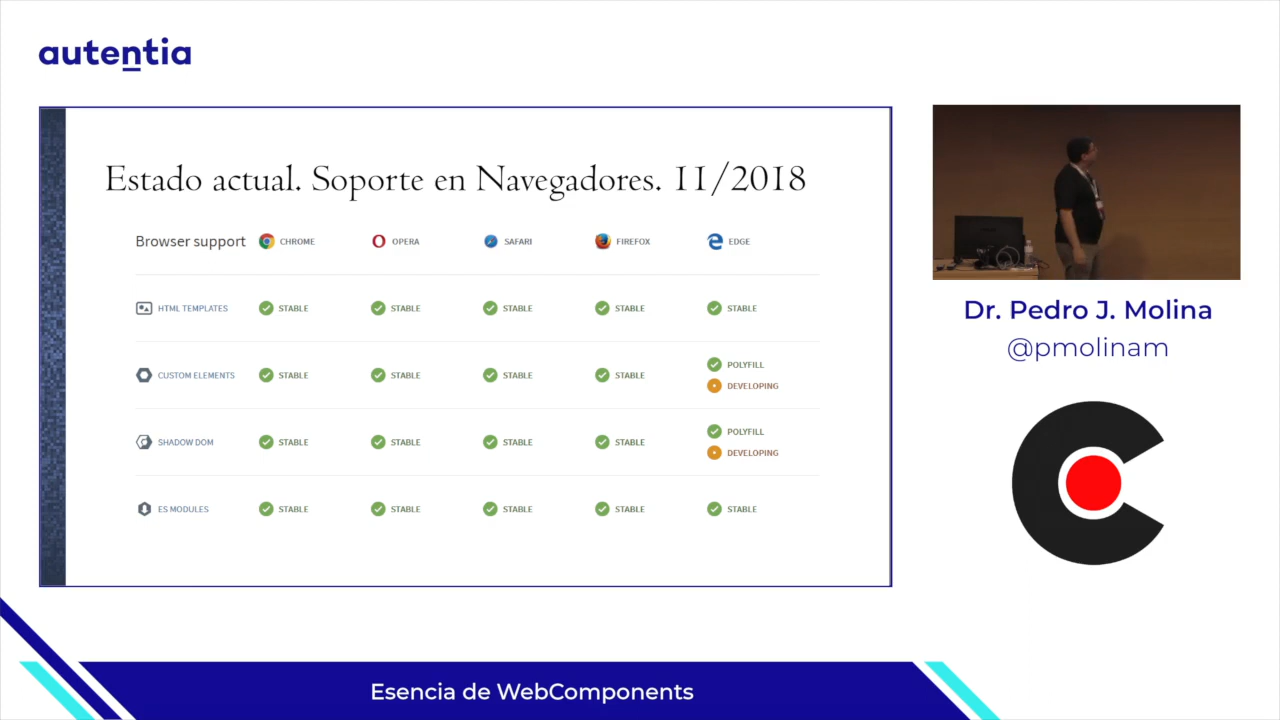 autentia
Estado actual. Soporte en Navegadores. 11/2018
Browser support CHROME OPERA SAFARI FIREFOX EDGE
HTML TEMPLATES STABLE STABLE STABLE STABLE STABLE
CUSTOM ELEMENTS STABLE STABLE STABLE STABLE POLYFILL
DEVELOPING
SHADOW DOM STABLE STABLE STABLE STABLE POLYFILL
DEVELOPING
ES MODULES STABLE STABLE STABLE STABLE STABLE
Dr. Pedro J. Molina
@pmolinam
Esencia de WebComponents